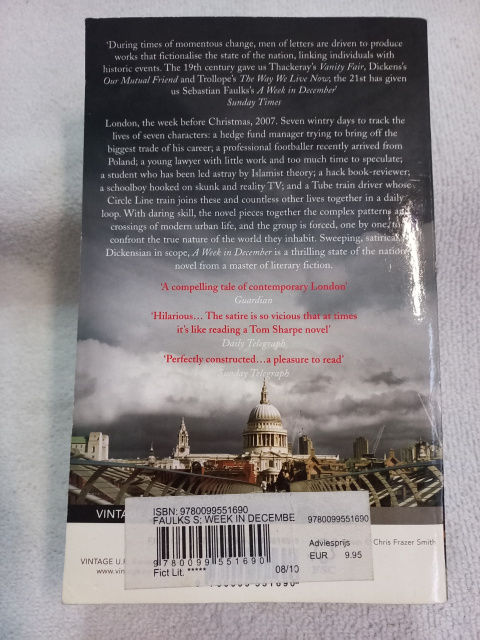 ‘During times of momentous change, men of letters are driven to produce
works that fictionalise the state of the nation, linking individuals with
historic events. The 19th century gave us Thackeray's Vanity Fair, Dickens's
Our Mutual Friend and Trollope's The Way We Live Now; the 21st has given
us Sebastian Faulks's A Week in December’
Sunday Times
London, the week before Christmas, 2007. Seven wintry days to track the
lives of seven characters: a hedge fund manager trying to bring off the
biggest trade of his career; a professional footballer recently arrived from
Poland; a young lawyer with little work and too much time to speculate;
a student who has been led astray by Islamist theory; a hack book-reviewer;
a schoolboy hooked on skunk and reality TV; and a Tube train driver whose
Circle Line train joins these and countless other lives together in a daily
loop. With daring skill, the novel pieces together the complex patterns and
crossings of modern urban life, and the group is forced, one by one, to
confront the true nature of the world they inhabit. Sweeping, satirical,
Dickensian in scope, A Week in December is a thrilling state of the nation
novel from a master of literary fiction.
‘A compelling tale of contemporary London’
Guardian
‘Hilarious… The satire is so vicious that at times
it's like reading a Tom Sharpe novel’
Daily Telegraph
‘Perfectly constructed…a pleasure to read’
Sunday Telegraph
VINTA
ISBN: 9780099551690
FAULKS S: WEEK IN DECEMBE
9780099551690
Chris Frazer Smith
Adviesprijs
EUR 9.95
VINTAGE U.K.
www.vin
9 780099 551690
Fict Lit. *****
08/10